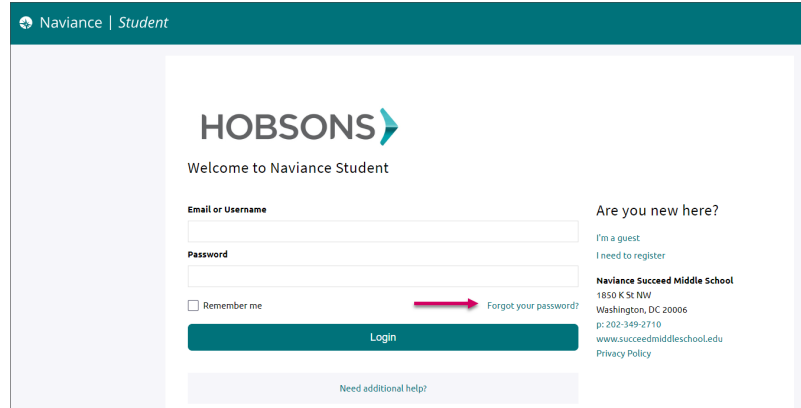 Naviance | Student
HOBSONS
Welcome to Naviance Student
Email or Username
Password
Remember me
Forgot your password?
Login
Need additional help?
Are you new here?
I'm a guest
I need to register
Naviance Succeed Middle School
1850 K St NW
Washington, DC 20006
p: 202-349-2710
www.succeedmiddleschool.edu
Privacy Policy